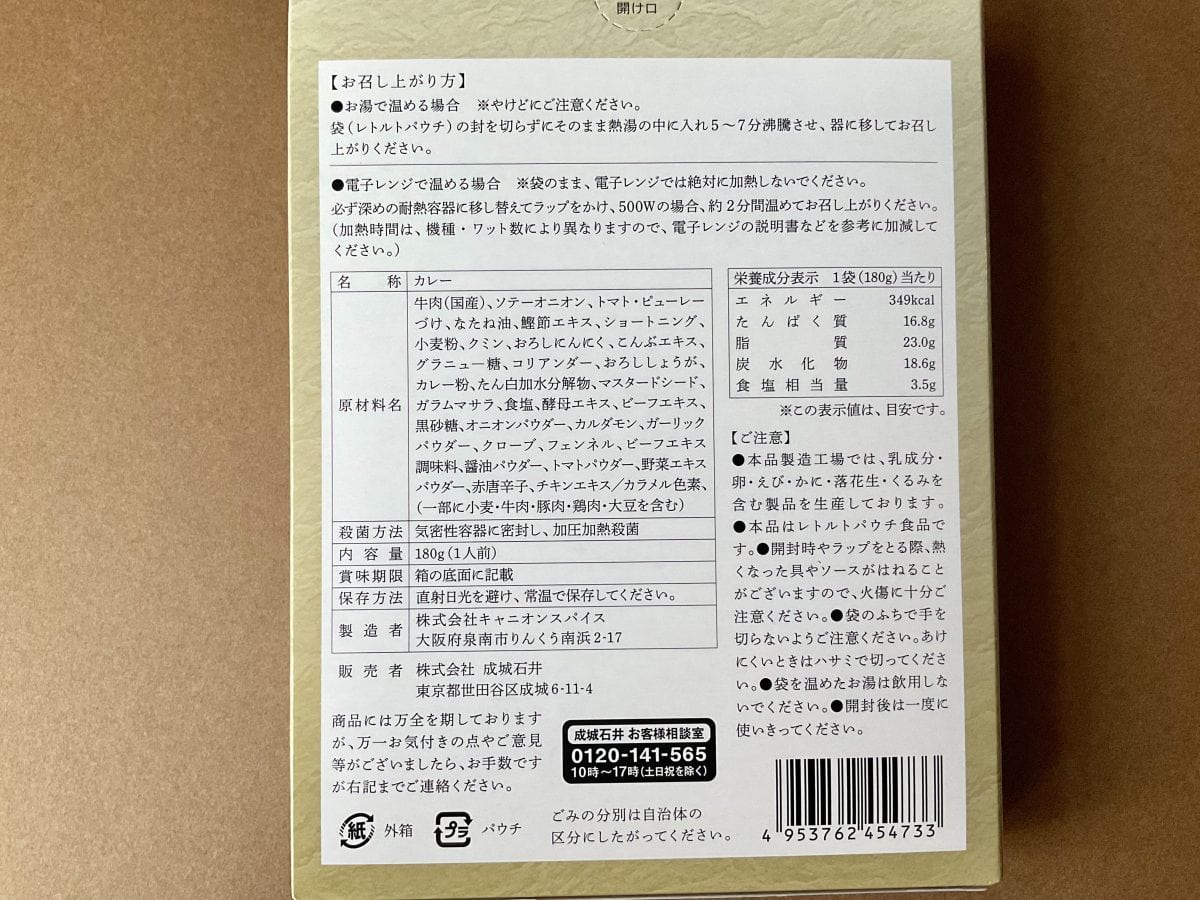 開け口
【お召し上がり方】
●お湯で温める場合　※やけどにご注意ください。
袋(レトルトパウチ)の封を切らずにそのまま熱湯の中に入れ5〜7分沸騰させ、器に移してお召し
上がりください。
●電子レンジで温める場合　※袋のまま、電子レンジでは絶対に加熱しないでください。
必ず深めの耐熱容器に移し替えてラップをかけ、500Wの場合、約2分間温めてお召し上がりください。
(加熱時間は、機種・ワット数により異なりますので、電子レンジの説明書などを参考に加減して
ください。)
名称 カレー
原材料名
牛肉(国産)、ソテーオニオン、トマト・ピューレー
づけ、なたね油、鰹節エキス、ショートニング、
小麦粉、クミン、おろしにんにく、こんぶエキス、
グラニュー糖、コリアンダー、おろししょうが、
カレー粉、たん白加水分解物、マスタードシード、
ガラムマサラ、食塩、酵母エキス、ビーフエキス、
黒砂糖、オニオンパウダー、カルダモン、ガーリック
パウダー、クローブ、フェンネル、ビーフエキス
調味料、醤油パウダー、トマトパウダー、野菜エキス
パウダー、赤唐辛子、チキンエキス／カラメル色素、
(一部に小麦・牛肉・豚肉・鶏肉・大豆を含む)
殺菌方法 気密性容器に密封し、加圧加熱殺菌
内容量 180g(1人前)
賞味期限 箱の底面に記載
保存方法 直射日光を避け、常温で保存してください。
製造者 株式会社キャニオンスパイス
大阪府泉南市りんくう南浜2-17
販売者 株式会社 成城石井
東京都世田谷区成城6-11-4
商品には万全を期しております
が、万一お気付きの点やご意見
等がございましたら、お手数です
が右記までご連絡ください。
成城石井 お客様相談室
0120-141-565
10時〜17時(土日祝を除く)
紙 外箱
プラ パウチ
ごみの分別は自治体の
区分にしたがってください。
栄養成分表示　1袋(180g)当たり
エネルギー 349kcal
たんぱく質 16.8g
脂質 23.0g
炭水化物 18.6g
食塩相当量 3.5g
※この表示値は、目安です。
【ご注意】
●本品製造工場では、乳成分・
卵・えび・かに・落花生・くるみを
含む製品を生産しております。
●本品はレトルトパウチ食品で
す。●開封時やラップをとる際、熱
くなった具やソースがはねること
がございますので、火傷に十分ご
注意ください。●袋のふちで手を
切らないようご注意ください。あけ
にくいときはハサミで切ってくださ
い。●袋を温めたお湯は飲用しな
いでください。●開封後は一度に
使いきってください。
4 953762 454733